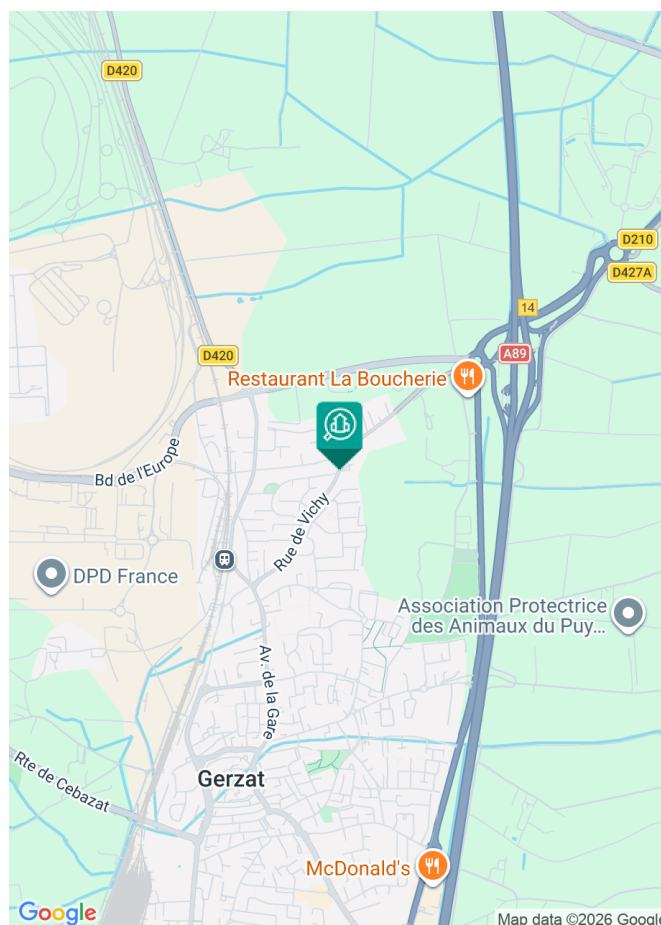 D420
D210
D427A
14
A89
D420
Restaurant La Boucherie
Bd de l'Europe
Rue de Vichy
DPD France
Association Protectrice
des Animaux du Puy...
Av. de la Gare
Rte de Cebazat
Gerzat
McDonald's
Google
Map data ©2026 Google